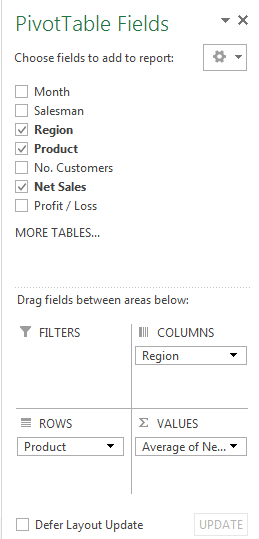 PivotTable Fields
Choose fields to add to report:
Month
Salesman
Region
Product
No. Customers
Net Sales
Profit / Loss
MORE TABLES...
Drag fields between areas below:
FILTERS
COLUMNS
Region
ROWS
VALUES
Product
Average of Ne...
Defer Layout Update
UPDATE